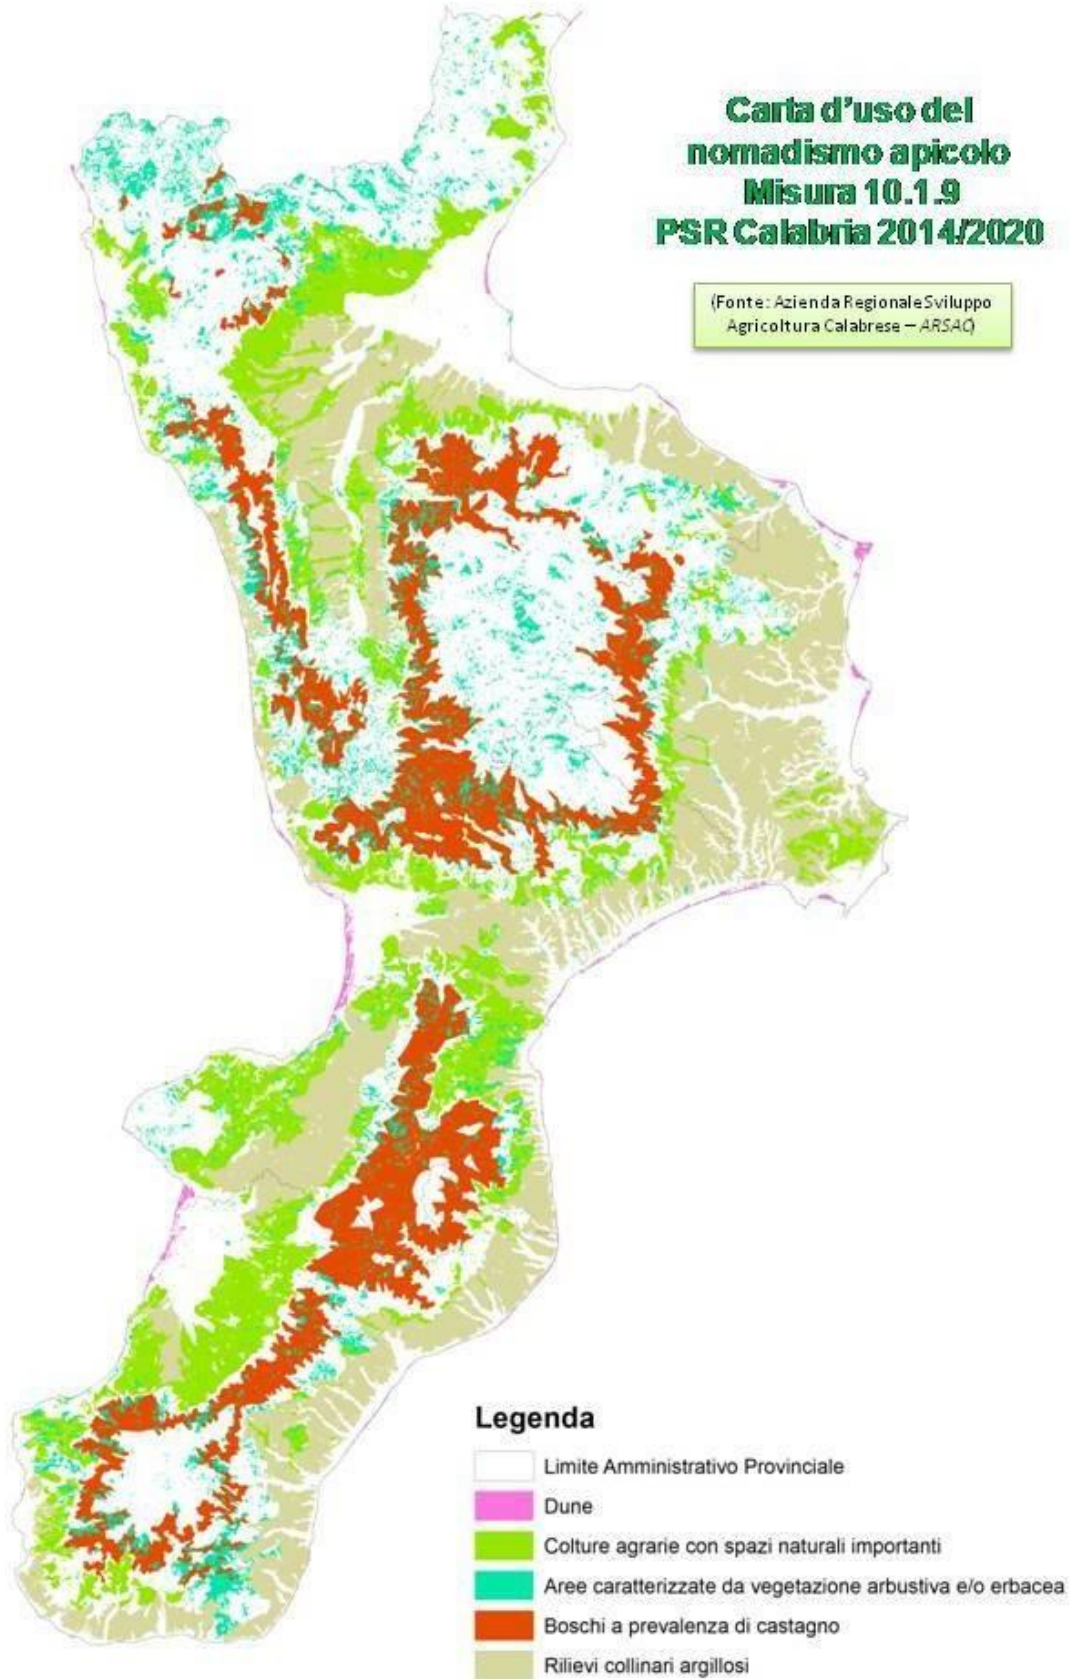 Carta d'uso del
nomadismo apicolo
Misura 10.1.9
PSR Calabria 2014/2020
(Fonte: Azienda Regionale Sviluppo
Agricoltura Calabrese – ARSAC)
Legenda
Limite Amministrativo Provinciale
Dune
Colture agrarie con spazi naturali importanti
Aree caratterizzate da vegetazione arbustiva e/o erbacea
Boschi a prevalenza di castagno
Rilievi collinari argillosi